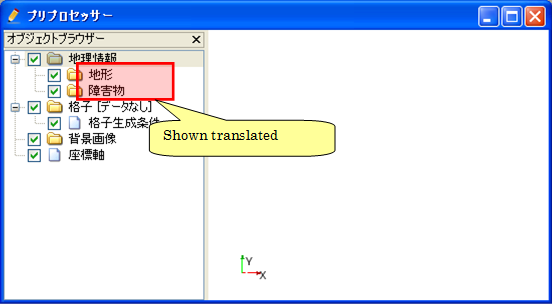 プリプロセッサー
オブジェクトブラウザー
地理情報
地形
障害物
格子 [データなし]
格子生成条件
背景画像
座標軸
Shown translated
Y
X